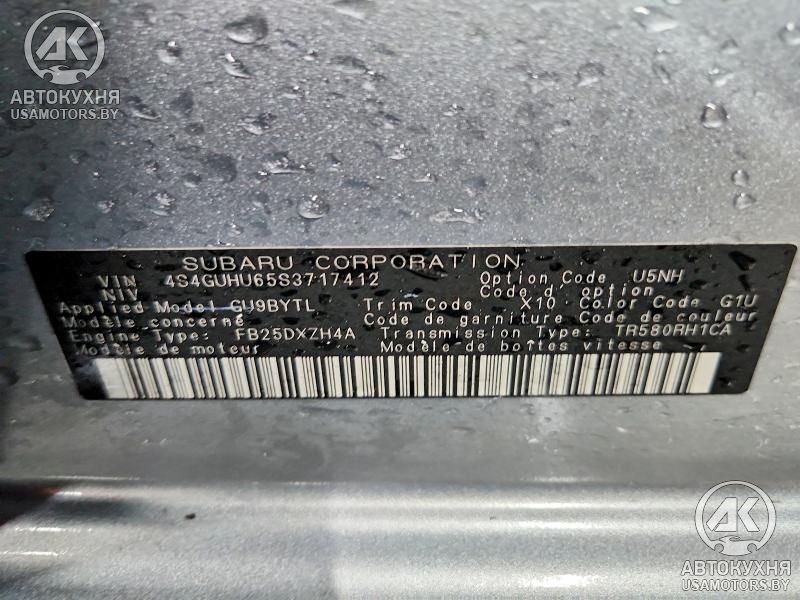 АК
АВТОКУХНЯ
USAMOTORS.BY
SUBARU CORPORATION
VIN 4S4GUHU65S3717412 Option Code U5NH
NIV Code d'option
Applied Model GU9BYTL Trim Code X10 Color Code G1U
Modèle concerné Code de garniture Code de couleur
Engine Type: FB25DXZH4A Transmission Type: TR580RH1CA
Modèle de moteur Modèle de boîtes vitesse
АК
АВТОКУХНЯ
USAMOTORS.BY